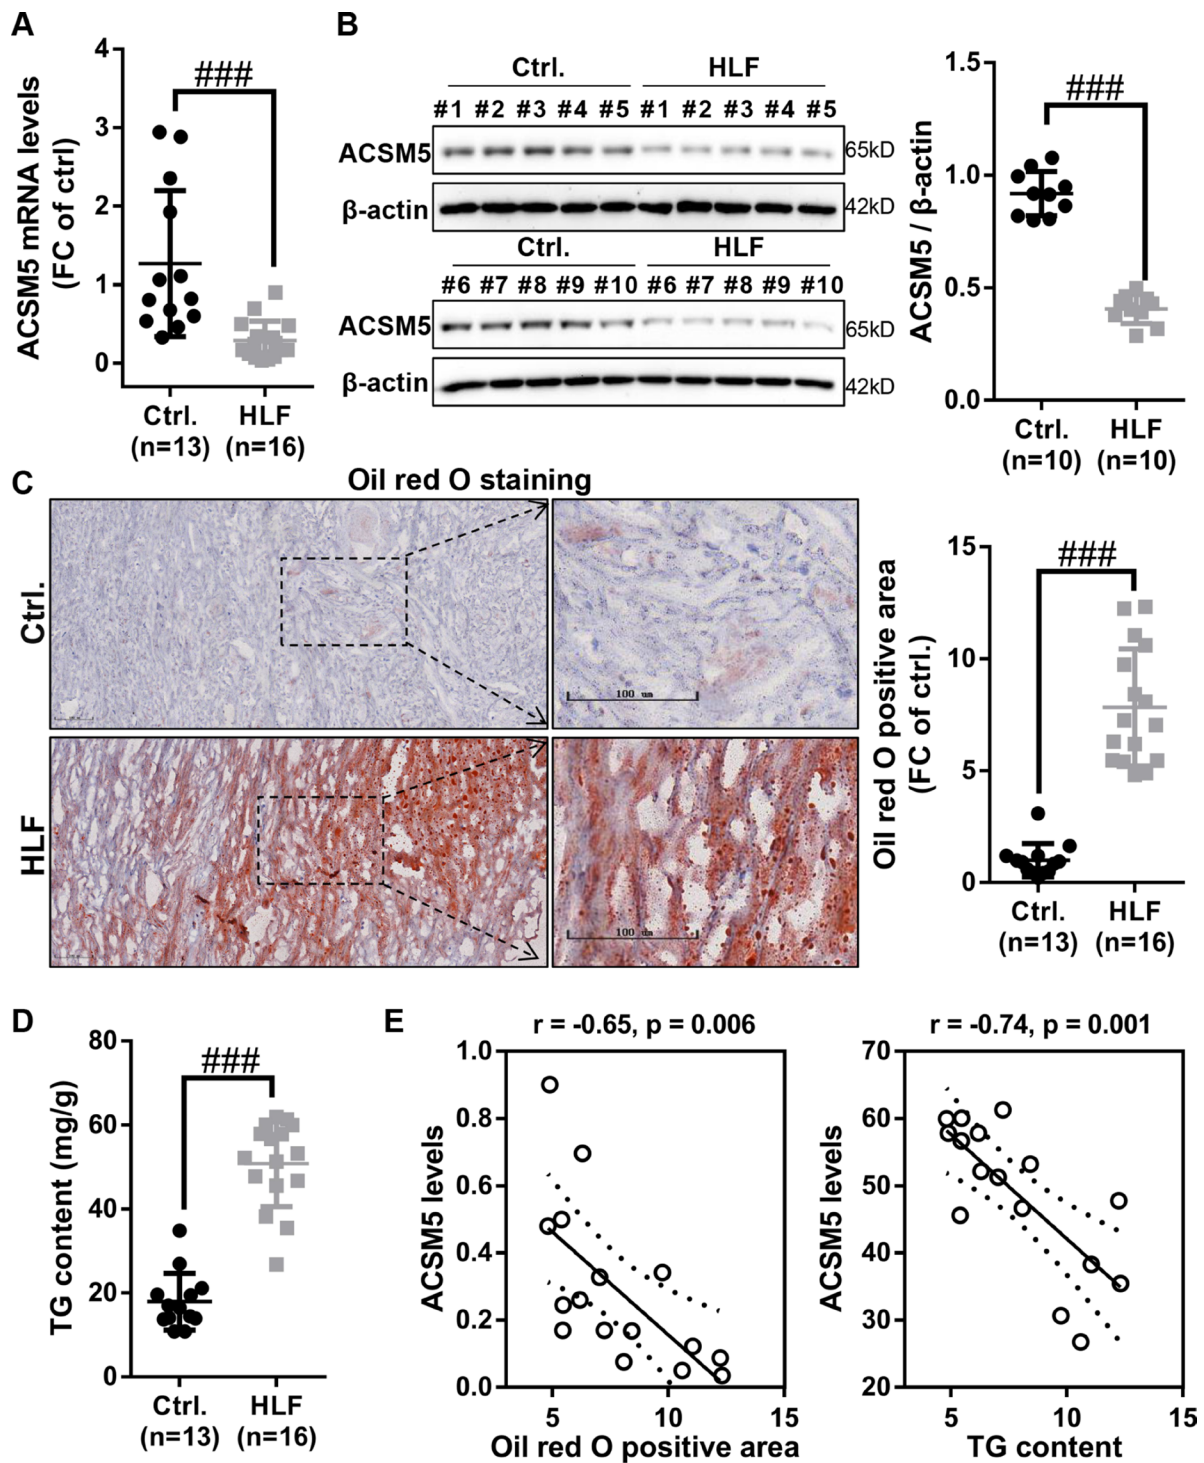 A
ACSM5 mRNA levels
(FC of ctrl)
4
3
2
1
0
###
Ctrl.
(n=13)
HLF
(n=16)
B
Ctrl.
HLF
#1 #2 #3 #4 #5 #1 #2 #3 #4 #5
ACSM5
65kD
β-actin
42kD
Ctrl.
HLF
#6 #7 #8 #9 #10 #6 #7 #8 #9 #10
ACSM5
65kD
β-actin
42kD
ACSM5 / β-actin
1.5
1.0
0.5
0.0
###
Ctrl.
(n=10)
HLF
(n=10)
C
Oil red O staining
Ctrl.
100 um
HLF
100 um
Oil red O positive area
(FC of ctrl.)
15
10
5
0
###
Ctrl.
(n=13)
HLF
(n=16)
D
TG content (mg/g)
80
60
40
20
0
###
Ctrl.
(n=13)
HLF
(n=16)
E
r = -0.65, p = 0.006
ACSM5 levels
1.0
0.8
0.6
0.4
0.2
0.0
5 10 15
Oil red O positive area
r = -0.74, p = 0.001
ACSM5 levels
70
60
50
40
30
20
5 10 15
TG content